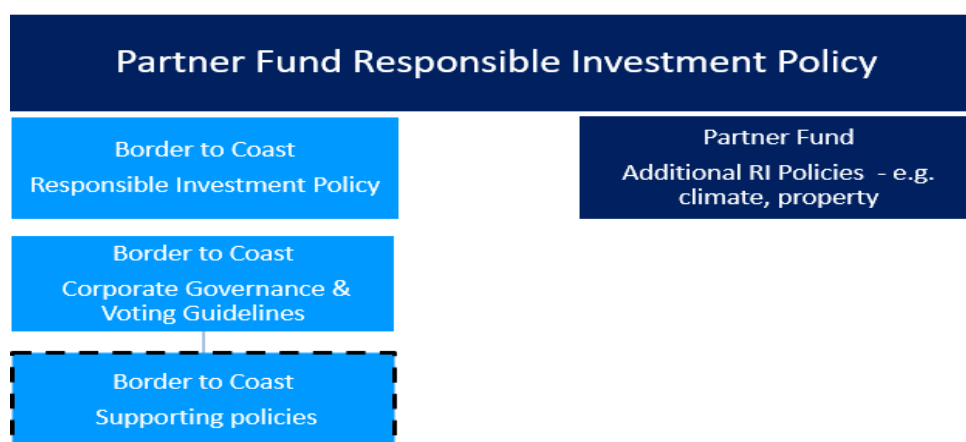 Partner Fund Responsible Investment Policy
Border to Coast
Responsible Investment Policy
Partner Fund
Additional RI Policies - e.g.
climate, property
Border to Coast
Corporate Governance &
Voting Guidelines
Border to Coast
Supporting policies